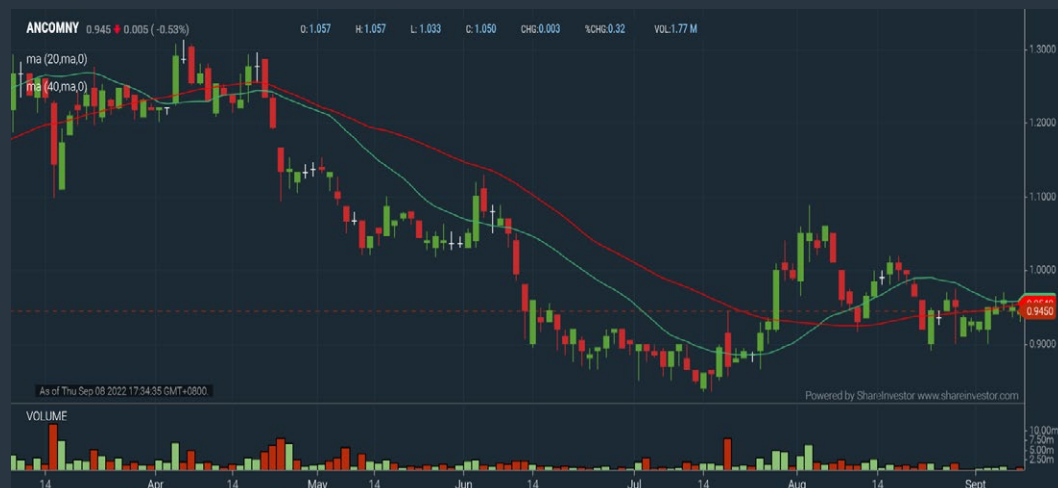 ANCOMNY 0.945 0.005 (-0.53%) O:1.057 H:1.057 L: 1.033 C: 1.050 CHG:0.003 %CHG:0.32 VOL:1.77 M
ma (20,ma,0)
ma (40,ma,0)
1.3000
1.2000
1.1000
1.0000
0.9450
0.9000
As of Thu Sep 08 2022 17:34:35 GMT+0800.
Powered by ShareInvestor www.shareinvestor.com
VOLUME
10.00m
7.50m
5.00m
2.50m
14 Apr 14 May 14 Jun 14 Jul 14 Aug 14 Sept